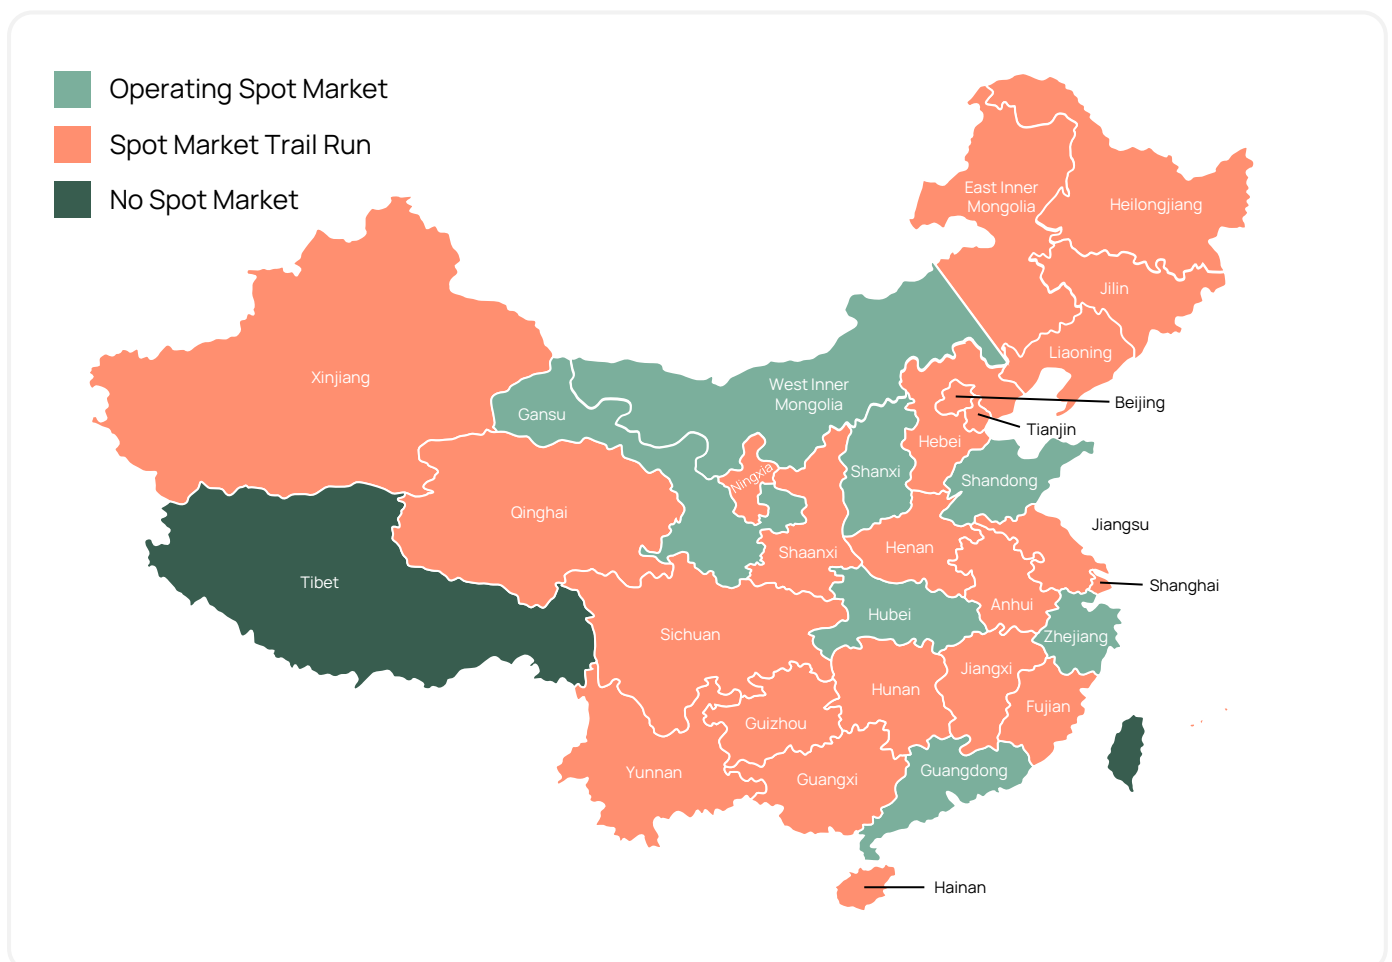 Operating Spot Market
Spot Market Trail Run
No Spot Market
East Inner
Mongolia
Heilongjiang
Jilin
Liaoning
Xinjiang
West Inner
Mongolia
Gansu
Beijing
Tianjin
Hebei
Ningxia
Shanxi
Shandong
Qinghai
Jiangsu
Henan
Shaanxi
Tibet
Shanghai
Anhui
Hubei
Zhejiang
Sichuan
Jiangxi
Hunan
Fujian
Guizhou
Yunnan
Guangxi
Guangdong
Hainan